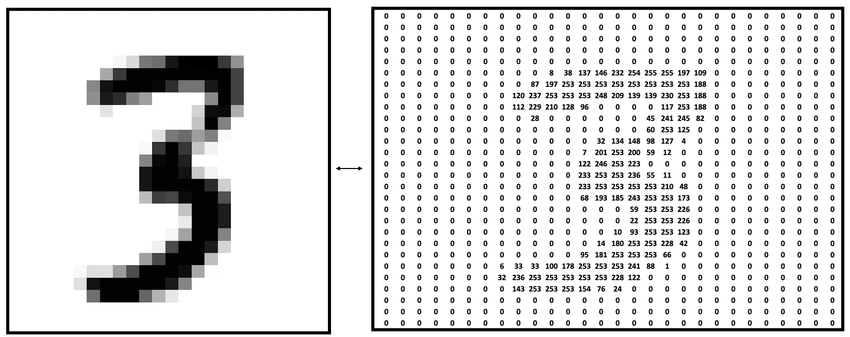 0 0 0 0 0 0 0 0 0 0 0 0 0 0 0 0 0 0 0 0 0 0 0 0 0 0 0 0
0 0 0 0 0 0 0 0 0 0 0 0 0 0 0 0 0 0 0 0 0 0 0 0 0 0 0 0
0 0 0 0 0 0 0 0 0 0 0 0 0 0 0 0 0 0 0 0 0 0 0 0 0 0 0 0
0 0 0 0 0 0 0 0 0 0 0 0 0 0 0 0 0 0 0 0 0 0 0 0 0 0 0 0
0 0 0 0 0 0 0 0 0 0 0 0 0 0 0 0 0 0 0 0 0 0 0 0 0 0 0 0
0 0 0 0 0 0 0 0 0 0 8 38 137 146 232 254 255 255 197 109 0 0 0 0 0 0 0 0
0 0 0 0 0 0 0 0 0 87 197 253 253 253 253 253 253 253 253 188 0 0 0 0 0 0 0 0
0 0 0 0 0 0 0 0 120 237 253 253 253 248 209 139 139 230 253 188 0 0 0 0 0 0 0 0
0 0 0 0 0 0 0 0 112 229 210 128 96 0 0 0 0 117 253 188 0 0 0 0 0 0 0 0
0 0 0 0 0 0 0 0 0 28 0 0 0 0 0 0 45 241 245 82 0 0 0 0 0 0 0 0
0 0 0 0 0 0 0 0 0 0 0 0 0 0 0 0 60 253 125 0 0 0 0 0 0 0 0 0
0 0 0 0 0 0 0 0 0 0 0 0 0 32 134 148 98 127 4 0 0 0 0 0 0 0 0 0
0 0 0 0 0 0 0 0 0 0 0 0 7 201 253 200 59 12 0 0 0 0 0 0 0 0 0 0
0 0 0 0 0 0 0 0 0 0 0 0 122 246 253 223 0 0 0 0 0 0 0 0 0 0 0 0
0 0 0 0 0 0 0 0 0 0 0 0 233 253 253 236 55 11 0 0 0 0 0 0 0 0 0 0
0 0 0 0 0 0 0 0 0 0 0 0 233 253 253 253 253 210 48 0 0 0 0 0 0 0 0 0
0 0 0 0 0 0 0 0 0 0 0 0 68 193 185 243 253 253 173 0 0 0 0 0 0 0 0 0
0 0 0 0 0 0 0 0 0 0 0 0 0 0 0 59 253 253 226 0 0 0 0 0 0 0 0 0
0 0 0 0 0 0 0 0 0 0 0 0 0 0 0 22 253 253 226 0 0 0 0 0 0 0 0 0
0 0 0 0 0 0 0 0 0 0 0 0 0 0 10 93 253 253 123 0 0 0 0 0 0 0 0 0
0 0 0 0 0 0 0 0 0 0 0 0 0 14 180 253 253 228 42 0 0 0 0 0 0 0 0 0
0 0 0 0 0 0 0 0 0 0 0 0 95 181 253 253 253 66 0 0 0 0 0 0 0 0 0 0
0 0 0 0 0 0 0 6 33 33 100 178 253 253 253 241 88 1 0 0 0 0 0 0 0 0 0 0
0 0 0 0 0 0 0 32 236 253 253 253 253 253 228 122 0 0 0 0 0 0 0 0 0 0 0 0
0 0 0 0 0 0 0 0 143 253 253 253 154 76 24 0 0 0 0 0 0 0 0 0 0 0 0 0
0 0 0 0 0 0 0 0 0 0 0 0 0 0 0 0 0 0 0 0 0 0 0 0 0 0 0 0
0 0 0 0 0 0 0 0 0 0 0 0 0 0 0 0 0 0 0 0 0 0 0 0 0 0 0 0
0 0 0 0 0 0 0 0 0 0 0 0 0 0 0 0 0 0 0 0 0 0 0 0 0 0 0 0
3